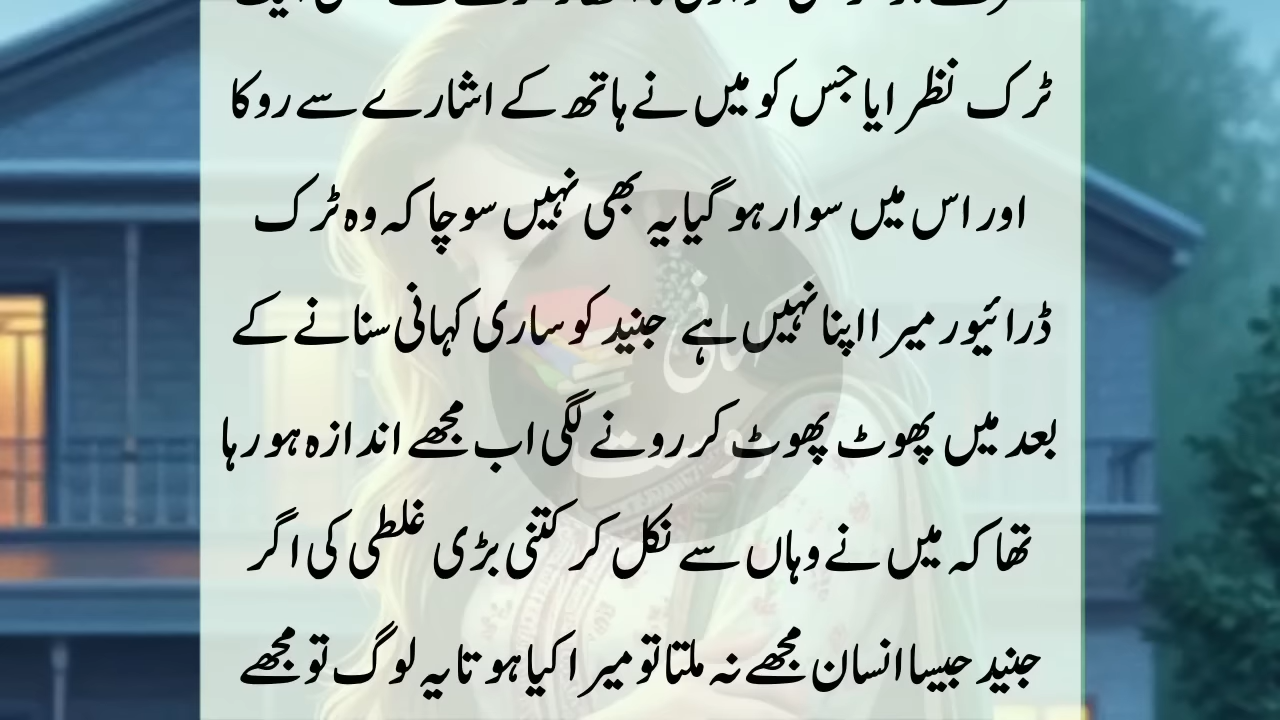 ٹرک نظر ایا جس کو میں نے ہاتھ کے اشارے سے روکا
اور اس میں سوار ہو گیا یہ بھی نہیں سوچا کہ وہ ٹرک
ڈرائیور میرا اپنا نہیں ہے جنید کو ساری کہانی سنانے کے
بعد میں پھوٹ پھوٹ کر رونے لگی اب مجھے اندازہ ہو رہا
تھا کہ میں نے وہاں سے نکل کر کتنی بڑی غلطی کی اگر
جنید جیسا انسان مجھے نہ ملتا تو میرا کیا ہوتا یہ لوگ تو مجھے